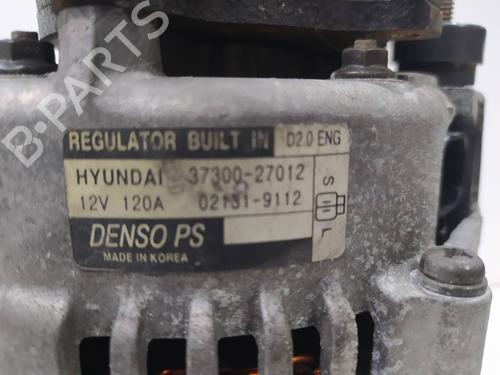 B-PARTS
REGULATOR BUILT IN D2.0 ENG
HYUNDAI 37300-27012
12V 120A 02131-9112
S
L
DENSO PS
MADE IN KOREA